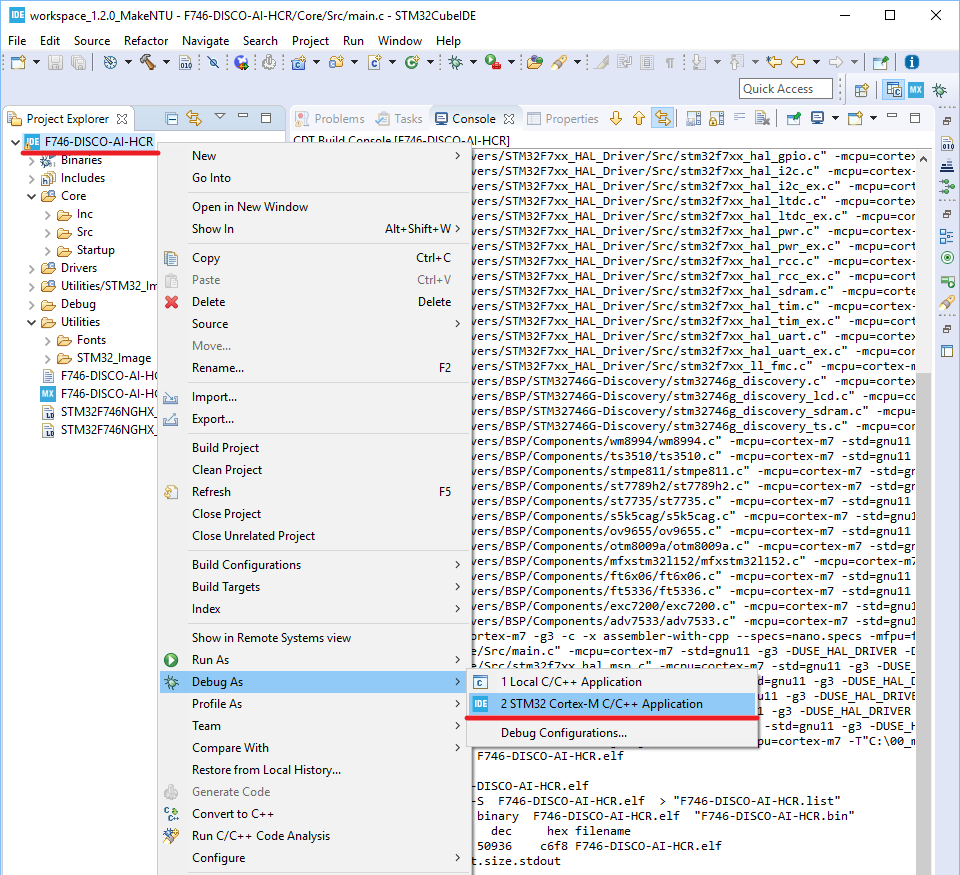 IDE workspace_1.2.0_MakeNTU - F746-DISCO-AI-HCR/Core/Src/main.c - STM32CubeIDE
File Edit Source Refactor Navigate Search Project Run Window Help
Quick Access
Project Explorer
Problems Tasks Console Properties
CDT Build Console [F746-DISCO-AI-HCR]
F746-DISCO-AI-HCR
Binaries
Includes
Core
Inc
Src
Startup
Drivers
Utilities/STM32_Im
Debug
Utilities
Fonts
STM32_Image
F746-DISCO-AI-HC
MX F746-DISCO-AI-HC
STM32F746NGHX_
STM32F746NGHX_
New
Go Into
Open in New Window
Show In Alt+Shift+W
Copy Ctrl+C
Paste Ctrl+V
Delete Delete
Source
Move...
Rename... F2
Import...
Export...
Build Project
Clean Project
Refresh F5
Close Project
Close Unrelated Project
Build Configurations
Build Targets
Index
Show in Remote Systems view
Run As
Debug As
Profile As
Team
Compare With
Restore from Local History...
Generate Code
Convert to C++
Run C/C++ Code Analysis
Configure
1 Local C/C++ Application
IDE 2 STM32 Cortex-M C/C++ Application
Debug Configurations...
vers/STM32F7xx_HAL_Driver/Src/stm32f7xx_hal_gpio.c" -mcpu=cortex
vers/STM32F7xx_HAL_Driver/Src/stm32f7xx_hal_i2c.c" -mcpu=cortex-
vers/STM32F7xx_HAL_Driver/Src/stm32f7xx_hal_i2c_ex.c" -mcpu=cort
vers/STM32F7xx_HAL_Driver/Src/stm32f7xx_hal_ltdc.c" -mcpu=cortex
vers/STM32F7xx_HAL_Driver/Src/stm32f7xx_hal_ltdc_ex.c" -mcpu=cor
vers/STM32F7xx_HAL_Driver/Src/stm32f7xx_hal_pwr.c" -mcpu=cortex-
vers/STM32F7xx_HAL_Driver/Src/stm32f7xx_hal_pwr_ex.c" -mcpu=cort
vers/STM32F7xx_HAL_Driver/Src/stm32f7xx_hal_rcc.c" -mcpu=cortex-
vers/STM32F7xx_HAL_Driver/Src/stm32f7xx_hal_rcc_ex.c" -mcpu=cort
vers/STM32F7xx_HAL_Driver/Src/stm32f7xx_hal_sdram.c" -mcpu=corte
vers/STM32F7xx_HAL_Driver/Src/stm32f7xx_hal_tim.c" -mcpu=cortex-
vers/STM32F7xx_HAL_Driver/Src/stm32f7xx_hal_tim_ex.c" -mcpu=cort
vers/STM32F7xx_HAL_Driver/Src/stm32f7xx_hal_uart.c" -mcpu=cortex
vers/STM32F7xx_HAL_Driver/Src/stm32f7xx_hal_uart_ex.c" -mcpu=cor
vers/STM32F7xx_HAL_Driver/Src/stm32f7xx_ll_fmc.c" -mcpu=cortex-m
vers/BSP/STM32746G-Discovery/stm32746g_discovery.c" -mcpu=cortex
vers/BSP/STM32746G-Discovery/stm32746g_discovery_lcd.c" -mcpu=co
vers/BSP/STM32746G-Discovery/stm32746g_discovery_sdram.c" -mcpu=
vers/BSP/STM32746G-Discovery/stm32746g_discovery_ts.c" -mcpu=cor
vers/BSP/Components/wm8994/wm8994.c" -mcpu=cortex-m7 -std=gnu11
vers/BSP/Components/ts3510/ts3510.c" -mcpu=cortex-m7 -std=gnu11
vers/BSP/Components/stmpe811/stmpe811.c" -mcpu=cortex-m7 -std=gn
vers/BSP/Components/st7789h2/st7789h2.c" -mcpu=cortex-m7 -std=gn
vers/BSP/Components/st7735/st7735.c" -mcpu=cortex-m7 -std=gnu11
vers/BSP/Components/s5k5cag/s5k5cag.c" -mcpu=cortex-m7 -std=gnu1
vers/BSP/Components/ov9655/ov9655.c" -mcpu=cortex-m7 -std=gnu11
vers/BSP/Components/otm8009a/otm8009a.c" -mcpu=cortex-m7 -std=gn
vers/BSP/Components/mfxstm32l152/mfxstm32l152.c" -mcpu=cortex-m7
vers/BSP/Components/ft6x06/ft6x06.c" -mcpu=cortex-m7 -std=gnu11
vers/BSP/Components/ft5336/ft5336.c" -mcpu=cortex-m7 -std=gnu11
vers/BSP/Components/exc7200/exc7200.c" -mcpu=cortex-m7 -std=gnu1
vers/BSP/Components/adv7533/adv7533.c" -mcpu=cortex-m7 -std=gnu1
ortex-m7 -g3 -c -x assembler-with-cpp --specs=nano.specs -mfpu=f
e/Src/main.c" -mcpu=cortex-m7 -std=gnu11 -g3 -DUSE_HAL_DRIVER -D
e/Src/stm32f7xx_hal_msp.c" -mcpu=cortex-m7 -std=gnu11 -g3 -DUSE_
F746-DISCO-AI-HCR.elf
-DISCO-AI-HCR.elf
-S F746-DISCO-AI-HCR.elf > "F746-DISCO-AI-HCR.list"
binary F746-DISCO-AI-HCR.elf "F746-DISCO-AI-HCR.bin"
dec hex filename
50936 c6f8 F746-DISCO-AI-HCR.elf
t.size.stdout